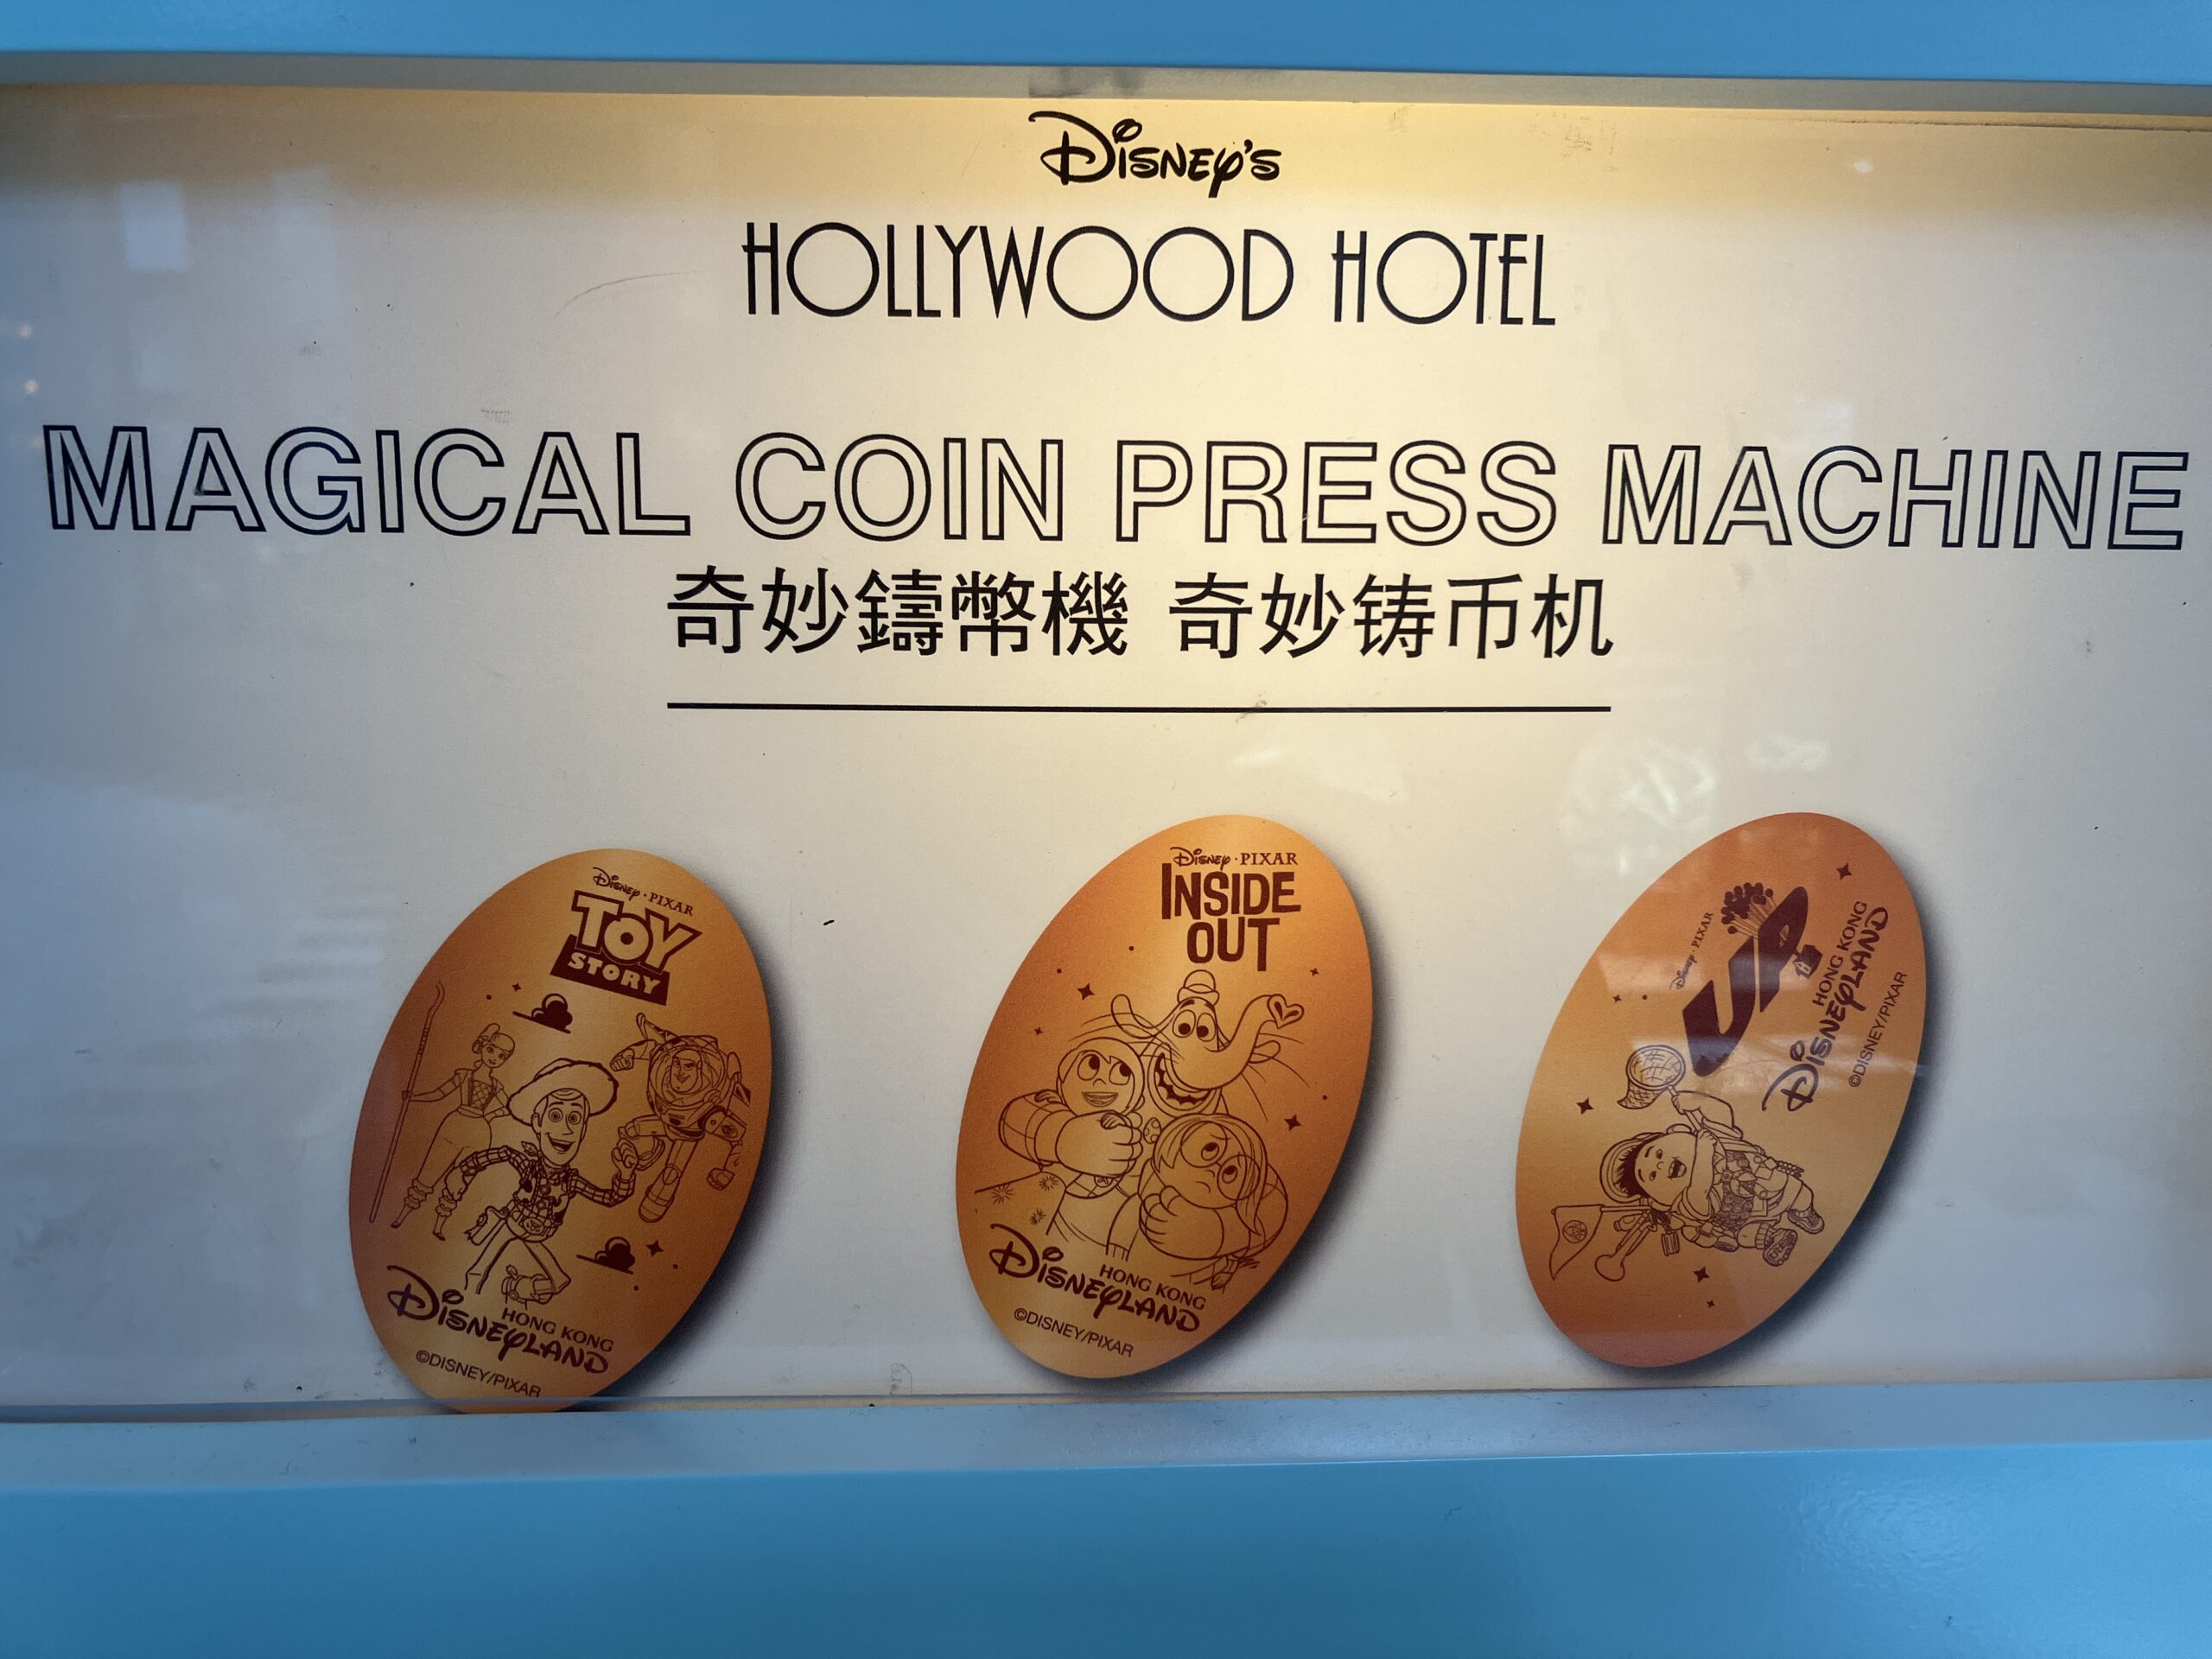 Disney's
HOLLYWOOD HOTEL
MAGICAL COIN PRESS MACHINE
奇妙鑄幣機 奇妙铸币机
Disney · PIXAR
TOY
STORY
HONG KONG
Disneyland
©DISNEY/PIXAR
Disney · PIXAR
INSIDE
OUT
HONG KONG
Disneyland
©DISNEY/PIXAR
Disney · PIXAR
UP
HONG KONG
Disneyland
©DISNEY/PIXAR